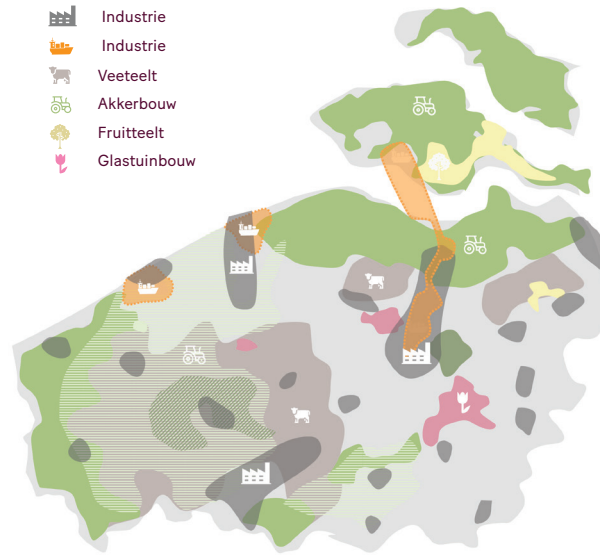 Industrie
Industrie
Veeteelt
Akkerbouw
Fruitteelt
Glastuinbouw